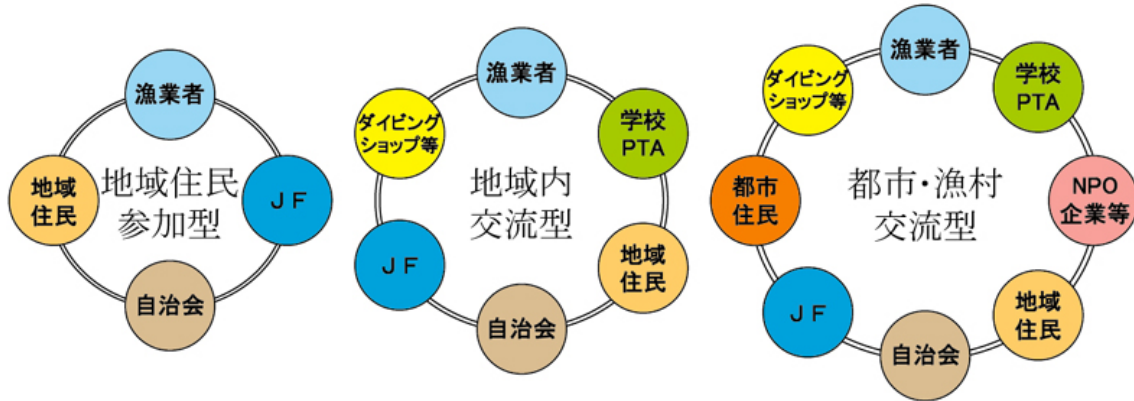 漁業者
地域
住民
地域住民
参加型
JF
自治会
漁業者
ダイビング
ショップ等
学校
PTA
地域内
交流型
JF
地域
住民
自治会
漁業者
ダイビング
ショップ等
学校
PTA
都市
住民
都市・漁村
交流型
NPO
企業等
JF
地域
住民
自治会